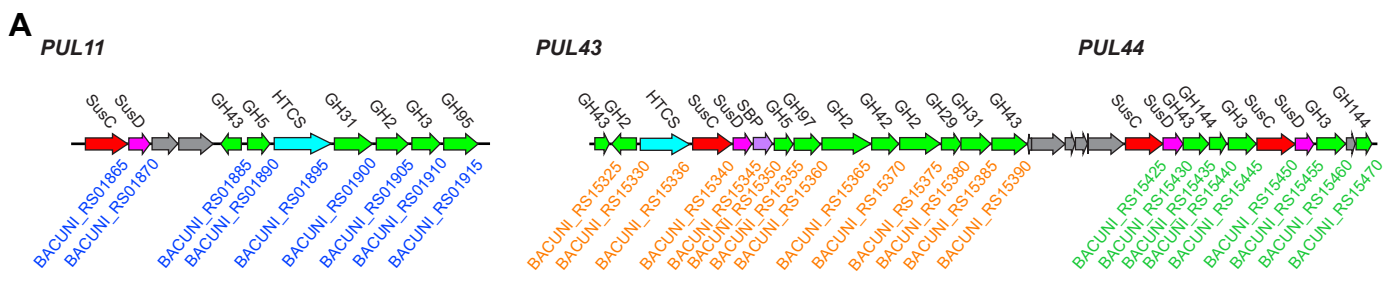 A
PUL11
PUL43
PUL44
SusC
SusD
GH43
GH5
HTCS
GH31
GH2
GH3
GH95
GH43
GH2
HTCS
SusC
SusD
SBP
GH5
GH97
GH2
GH42
GH2
GH29
GH31
GH43
SusC
SusD
GH43
GH144
GH3
SusC
SusD
GH3
GH144
BACUNI_RS01865
BACUNI_RS01870
BACUNI_RS01885
BACUNI_RS01890
BACUNI_RS01895
BACUNI_RS01900
BACUNI_RS01905
BACUNI_RS01910
BACUNI_RS01915
BACUNI_RS15325
BACUNI_RS15330
BACUNI_RS15336
BACUNI_RS15340
BACUNI_RS15345
BACUNI_RS15350
BACUNI_RS15355
BACUNI_RS15360
BACUNI_RS15365
BACUNI_RS15370
BACUNI_RS15375
BACUNI_RS15380
BACUNI_RS15385
BACUNI_RS15390
BACUNI_RS15425
BACUNI_RS15430
BACUNI_RS15435
BACUNI_RS15440
BACUNI_RS15445
BACUNI_RS15450
BACUNI_RS15455
BACUNI_RS15460
BACUNI_RS15470